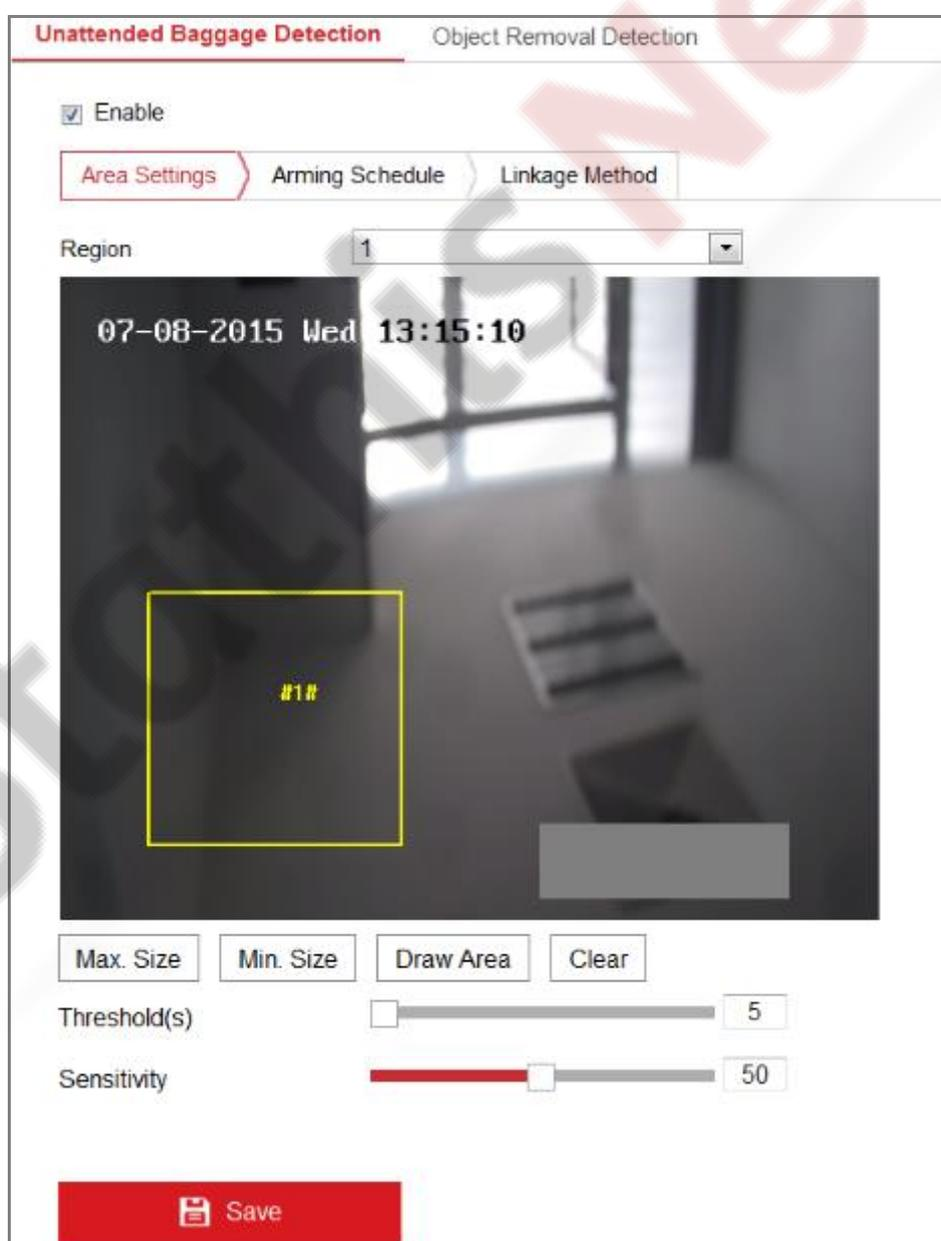 Unattended Baggage Detection Object Removal Detection
Enable
Area Settings Arming Schedule Linkage Method
Region 1
07-08-2015 Wed 13:15:10
#1#
Max. Size Min. Size Draw Area Clear
Threshold(s) 5
Sensitivity 50
Save